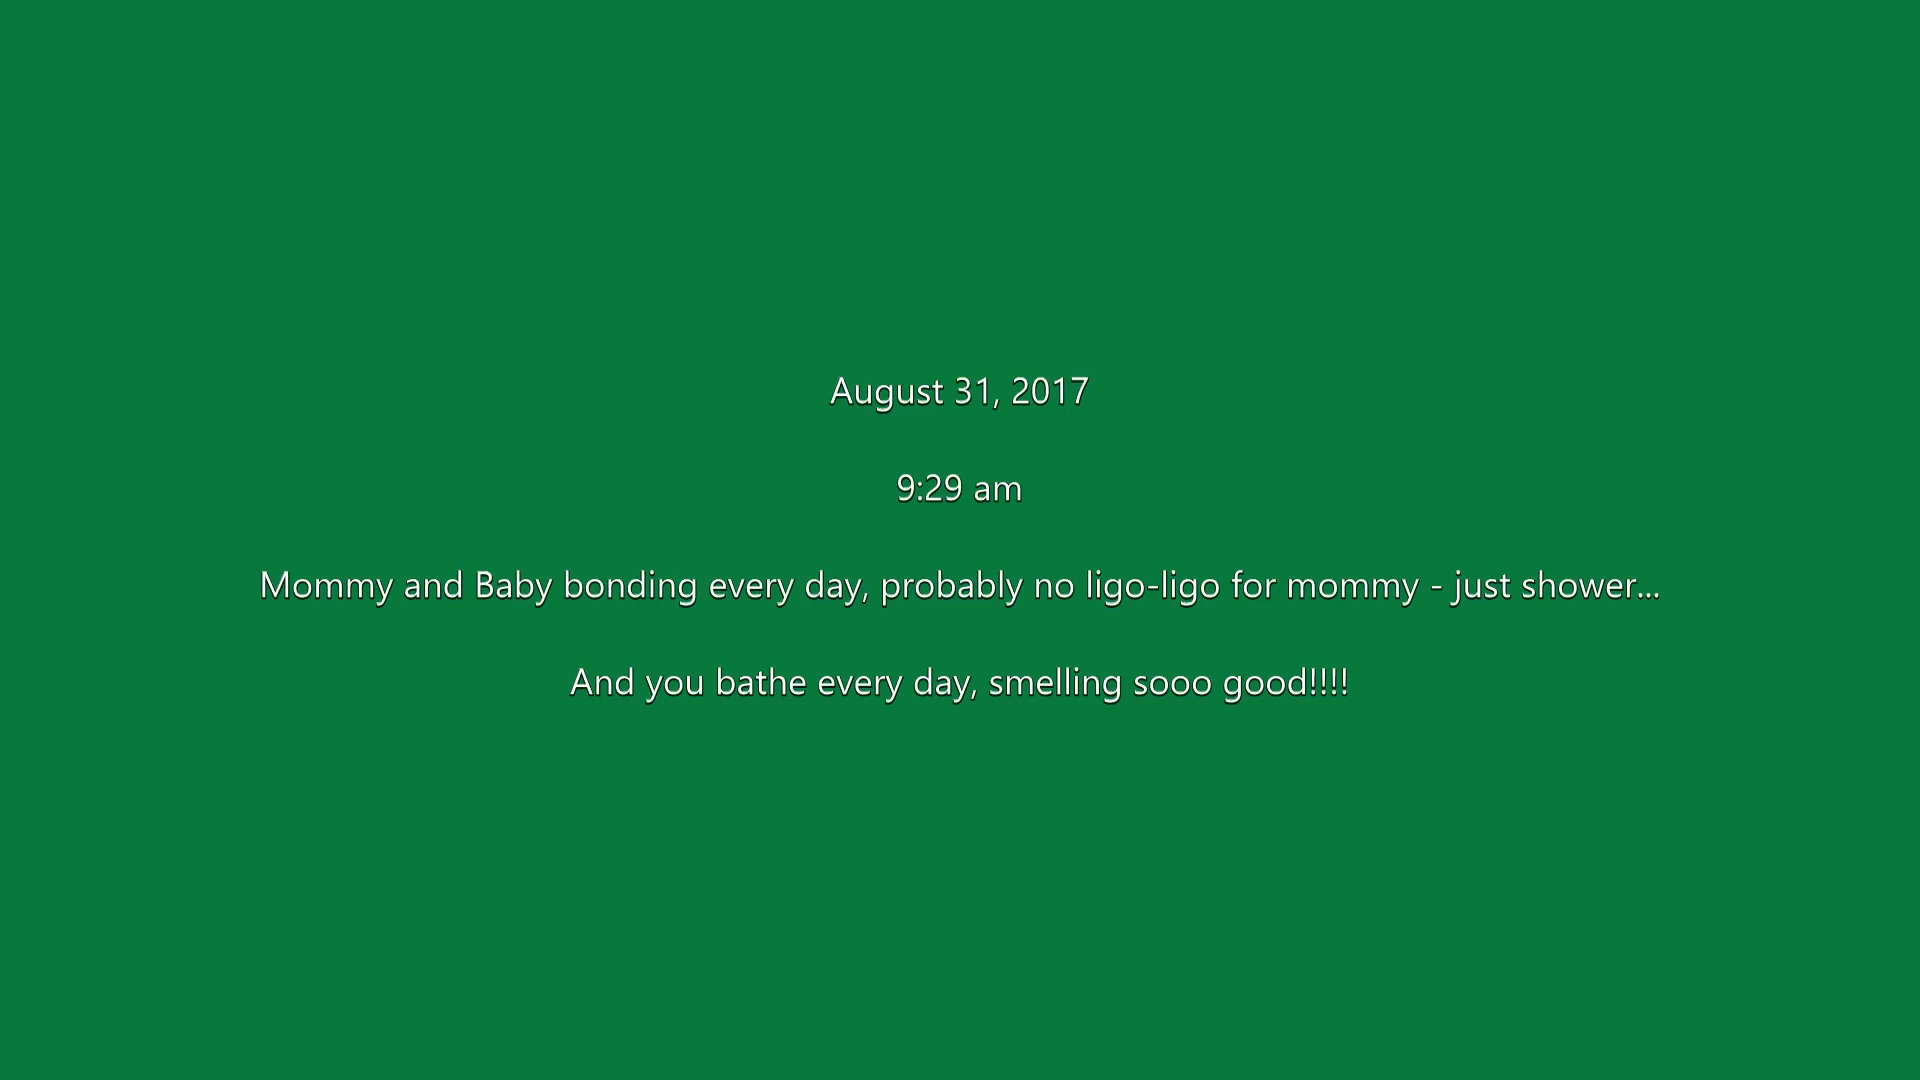 August 31, 2017
9:29 am
Mommy and Baby bonding every day, probably no ligo-ligo for mommy - just shower...
And you bathe every day, smelling sooo good!!!!